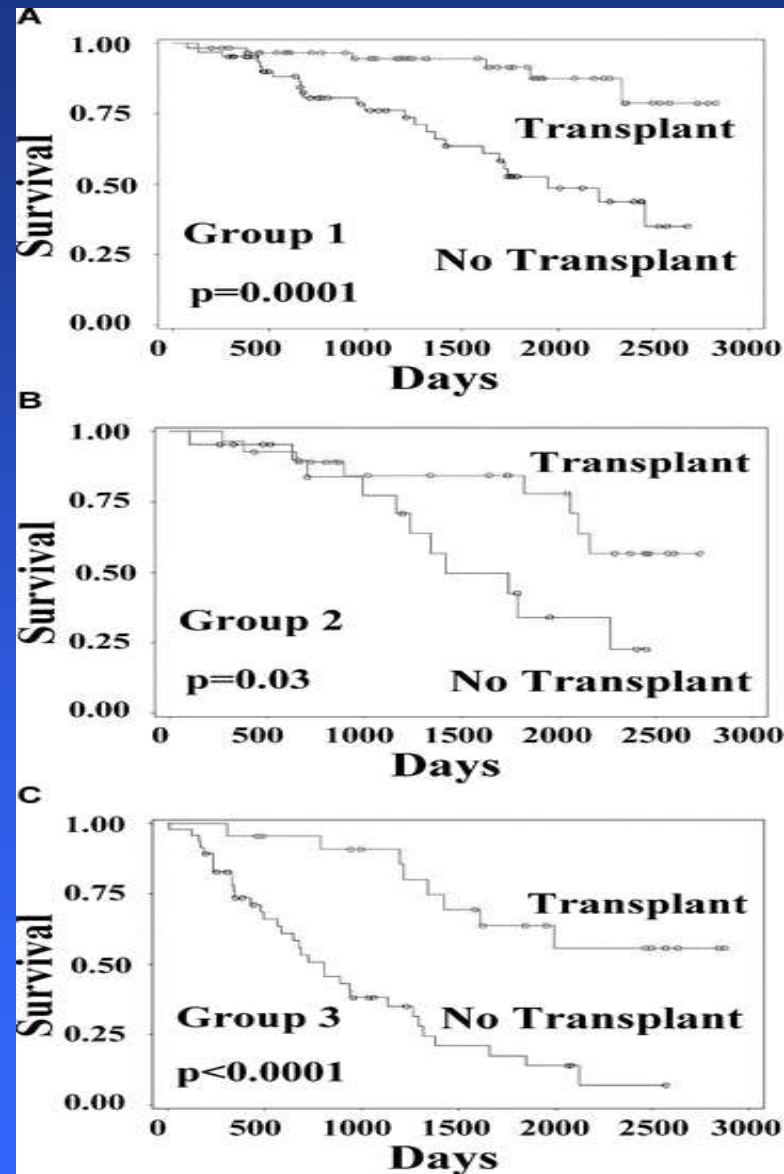 A
1.00
0.75
0.50
0.25
0.00
Survival
Transplant
Group 1
No Transplant
p=0.0001
0 500 1000 1500 2000 2500 3000
Days
B
1.00
0.75
0.50
0.25
0.00
Survival
Transplant
Group 2
p=0.03
No Transplant
0 500 1000 1500 2000 2500 3000
Days
C
1.00
0.75
0.50
0.25
0.00
Survival
Transplant
Group 3
No Transplant
p<0.0001
0 500 1000 1500 2000 2500 3000
Days